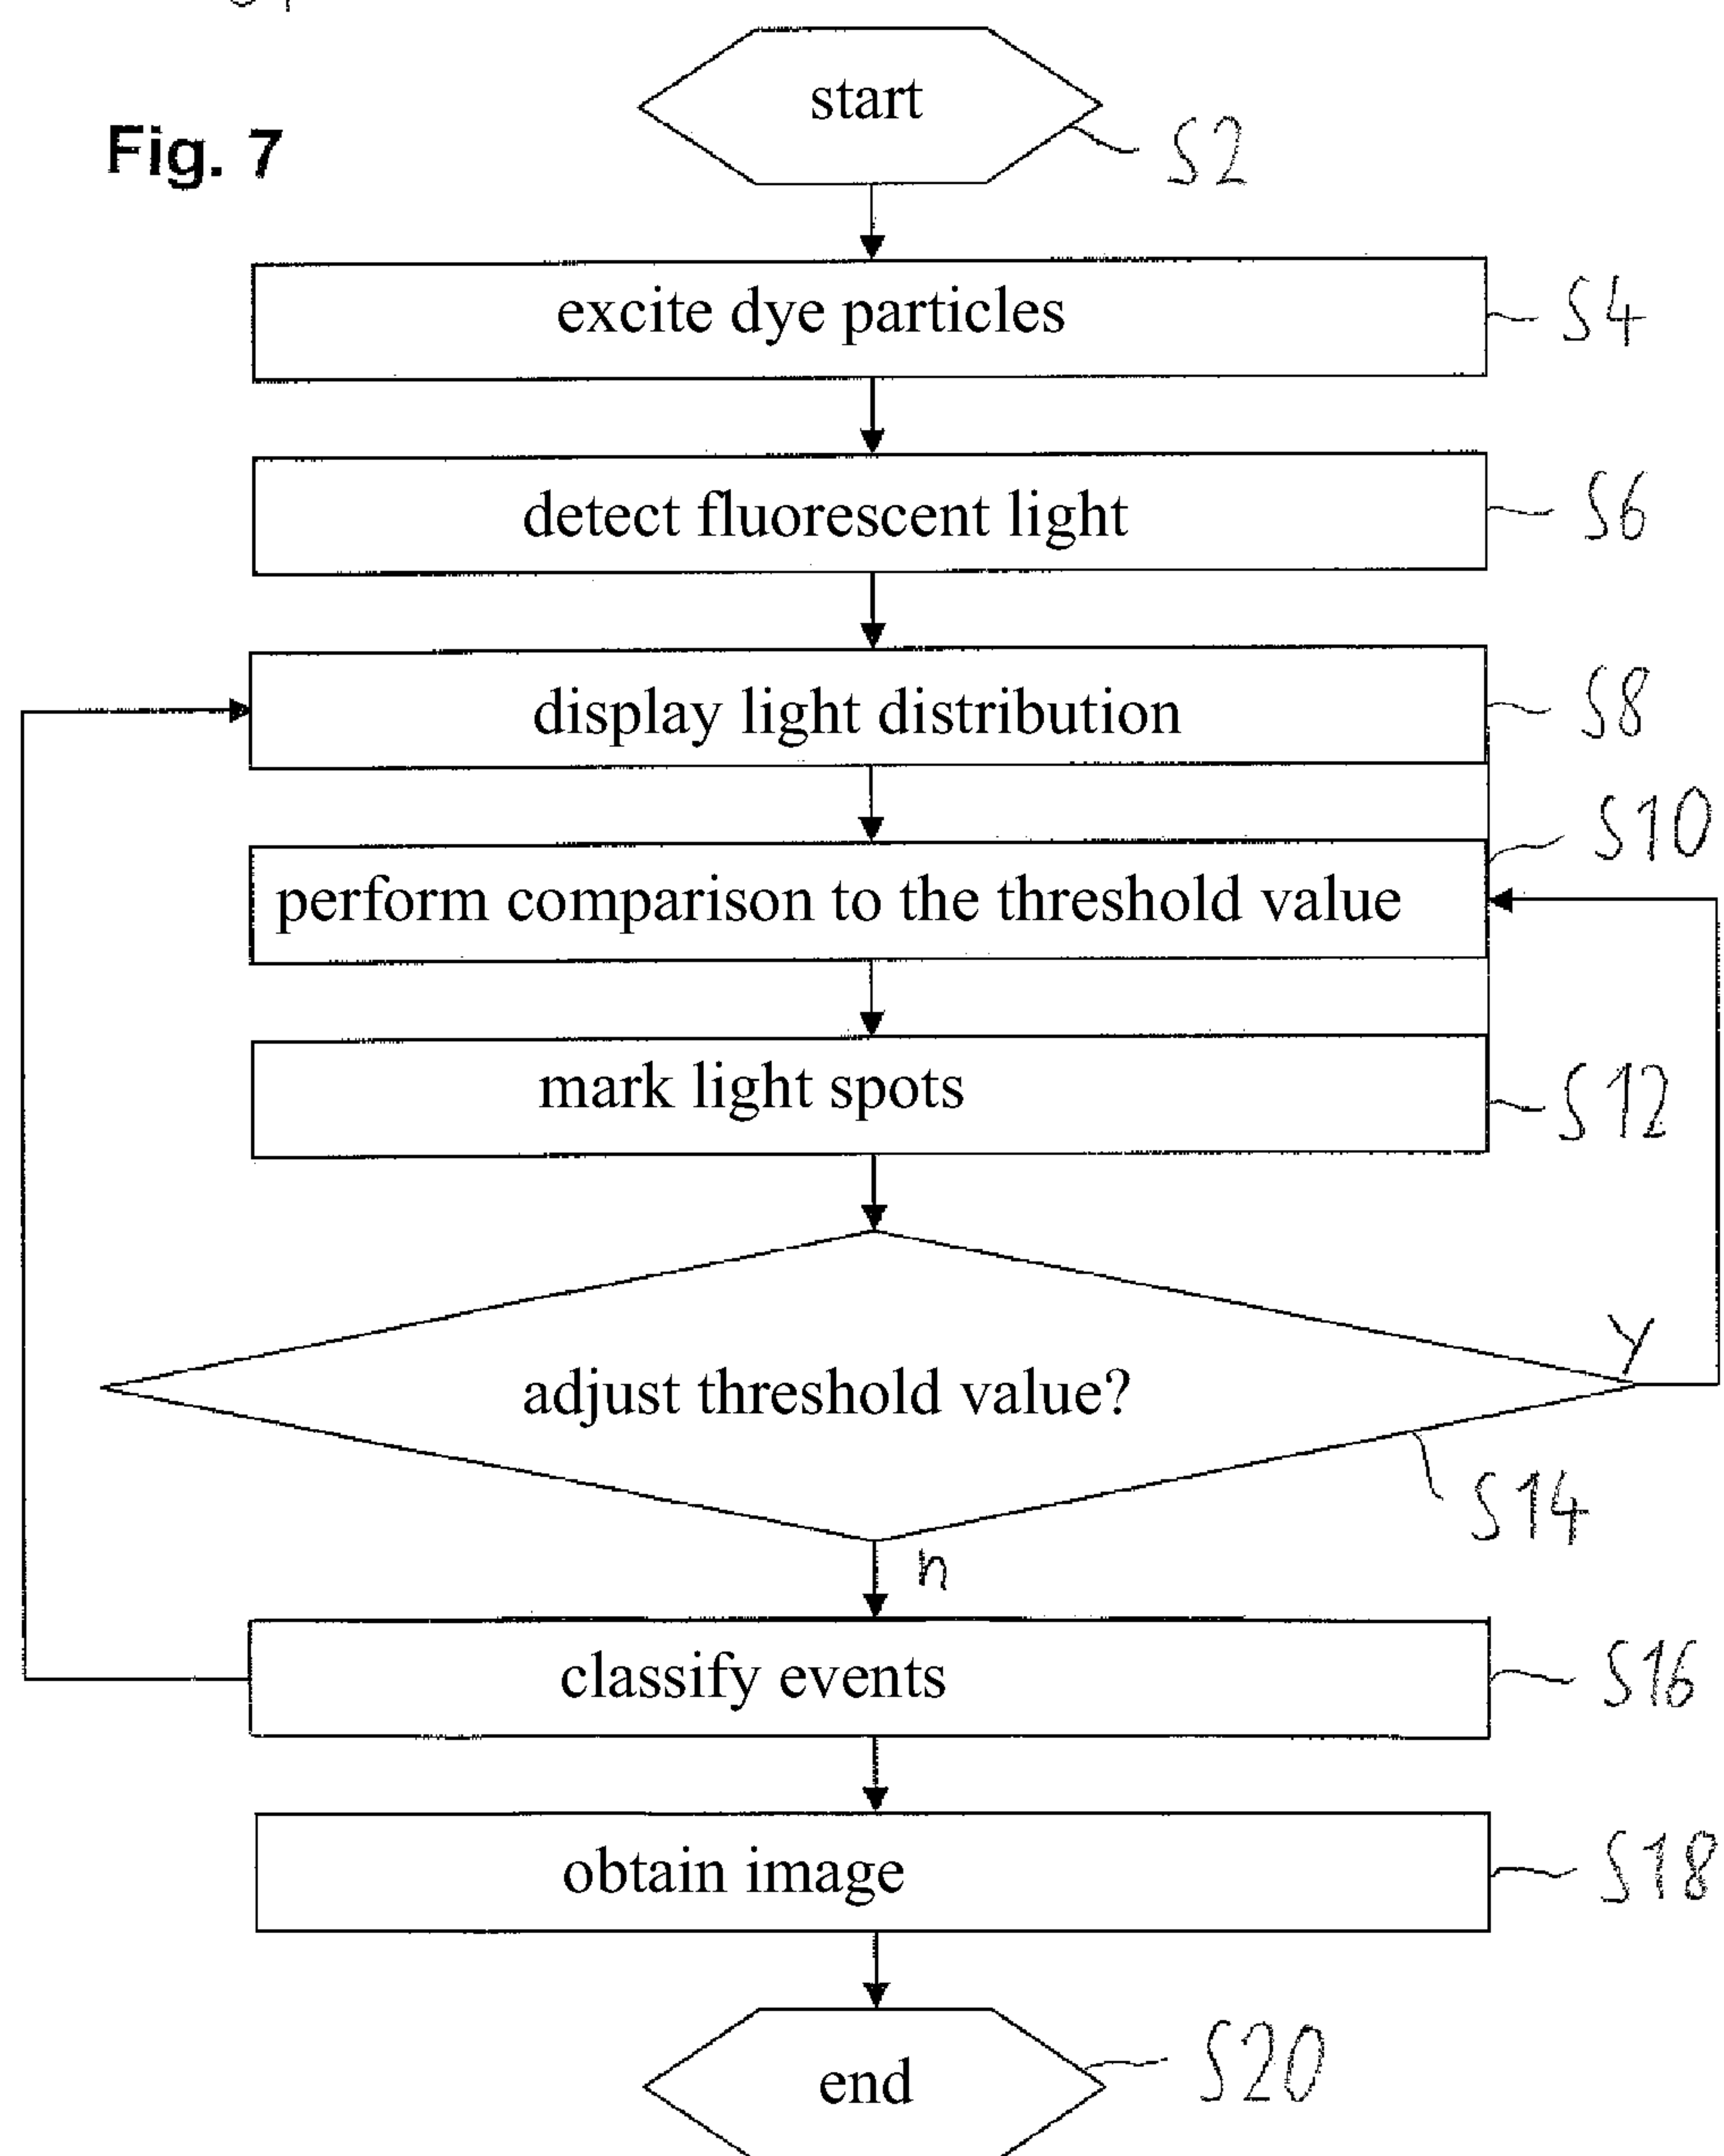 start
Fig. 7
S2
excite dye particles
S4
detect fluorescent light
S6
display light distribution
S8
S10
perform comparison to the threshold value
mark light spots
S12
Y
adjust threshold value?
S14
n
classify events
S16
obtain image
S18
end
S20